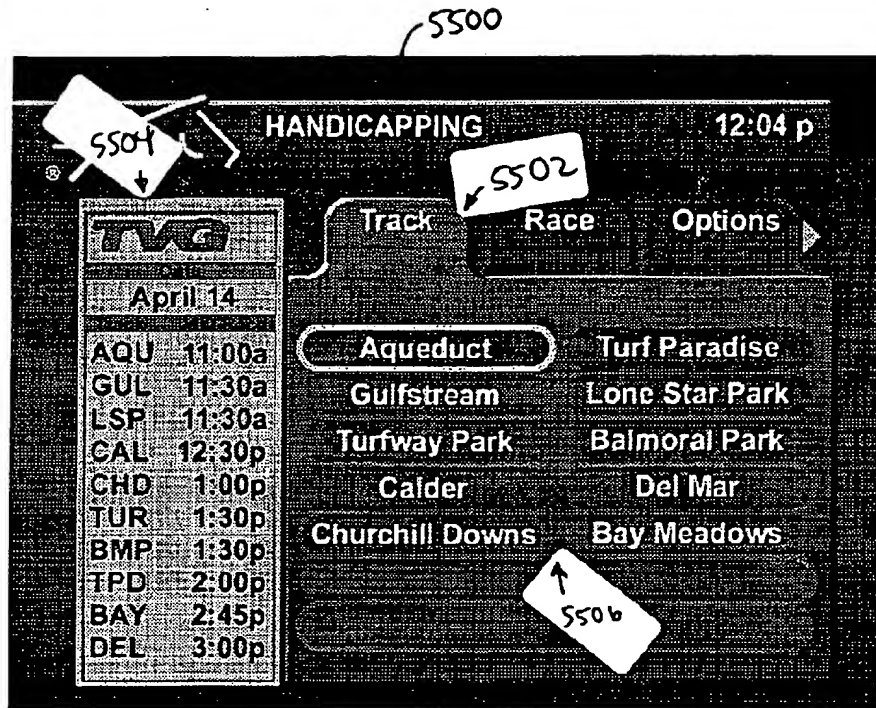 5500
5504
®
HANDICAPPING
12:04 p
5502
TVG
April 14
AQU 11:00a
GUL 11:30a
LSP 11:30a
CAL 12:30p
CHD 1:00p
TUR 1:30p
BMP 1:30p
TPD 2:00p
BAY 2:45p
DEL 3:00p
Track Race Options
Aqueduct Turf Paradise
Gulfstream Lone Star Park
Turfway Park Balmoral Park
Calder Del Mar
Churchill Downs Bay Meadows
5506